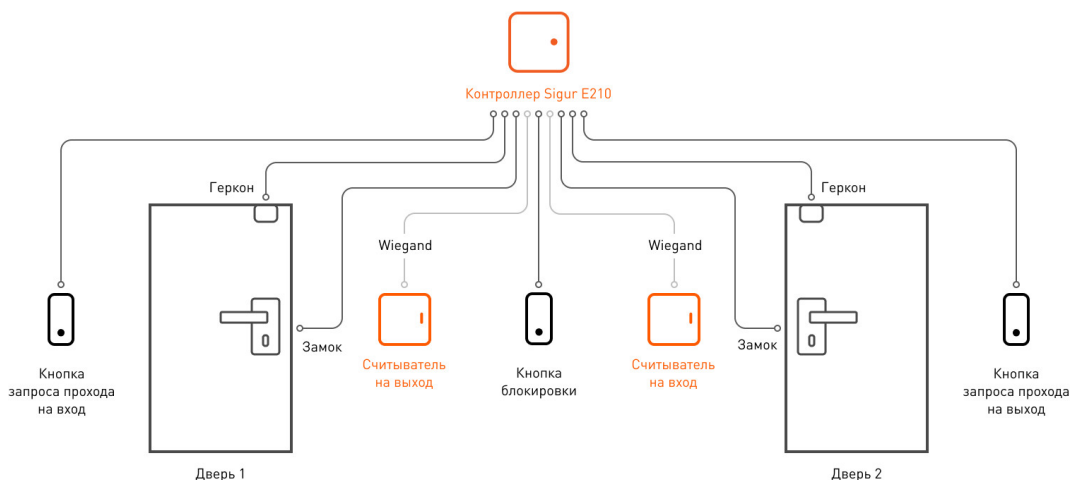 Контроллер Sigur E210
Геркон
Геркон
Wiegand
Wiegand
Замок
Замок
Считыватель
на выход
Считыватель
на вход
Кнопка
запроса прохода
на вход
Кнопка
блокировки
Кнопка
запроса прохода
на выход
Дверь 1
Дверь 2